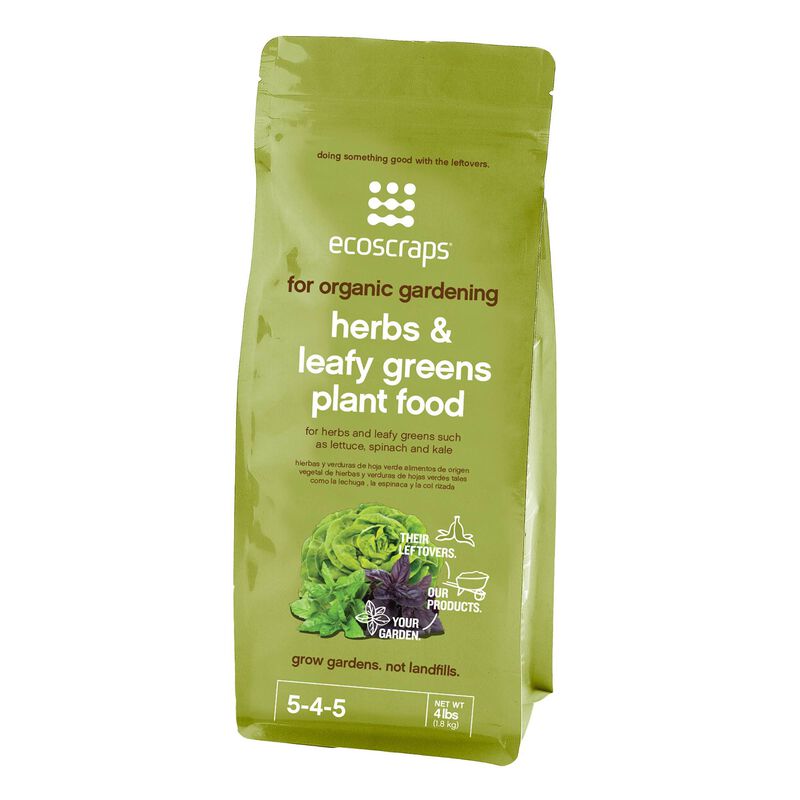 doing something good with the leftovers.
ecoscraps®
for organic gardening
herbs &
leafy greens
plant food
for herbs and leafy greens such
as lettuce, spinach and kale
hierbas y verduras de hoja verde alimentos de origen
vegetal de hierbas y verduras de hojas verdes tales
como la lechuga , la espinaca y la col rizada
THEIR
LEFTOVERS.
OUR
PRODUCTS.
YOUR
GARDEN.
grow gardens. not landfills.
5-4-5
NET WT
4 lbs
(1.8 kg)